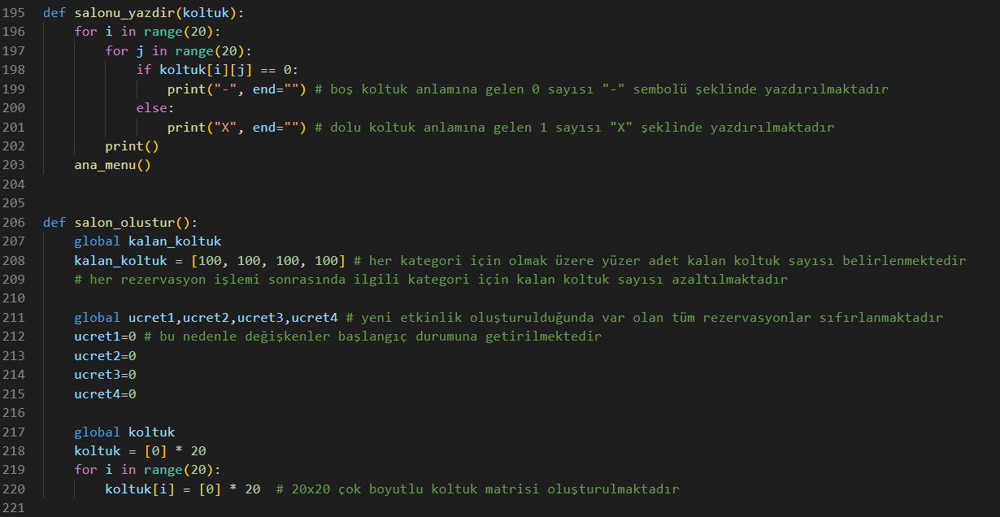 195 def salonu_yazdir(koltuk):
196     for i in range(20):
197         for j in range(20):
198             if koltuk[i][j] == 0:
199                 print("-", end="") # boş koltuk anlamına gelen 0 sayısı "-" sembolü şeklinde yazdırılmaktadır
200             else:
201                 print("X", end="") # dolu koltuk anlamına gelen 1 sayısı "X" şeklinde yazdırılmaktadır
202         print()
203     ana_menu()
204
205
206 def salon_olustur():
207     global kalan_koltuk
208     kalan_koltuk = [100, 100, 100, 100] # her kategori için olmak üzere yüzer adet kalan koltuk sayısı belirlenmektedir
209     # her rezervasyon işlemi sonrasında ilgili kategori için kalan koltuk sayısı azaltılmaktadır
210
211     global ucret1,ucret2,ucret3,ucret4 # yeni etkinlik oluşturulduğunda var olan tüm rezervasyonlar sıfırlanmaktadır
212     ucret1=0 # bu nedenle değişkenler başlangıç durumuna getirilmektedir
213     ucret2=0
214     ucret3=0
215     ucret4=0
216
217     global koltuk
218     koltuk = [0] * 20
219     for i in range(20):
220         koltuk[i] = [0] * 20  # 20x20 çok boyutlu koltuk matrisi oluşturulmaktadır
221